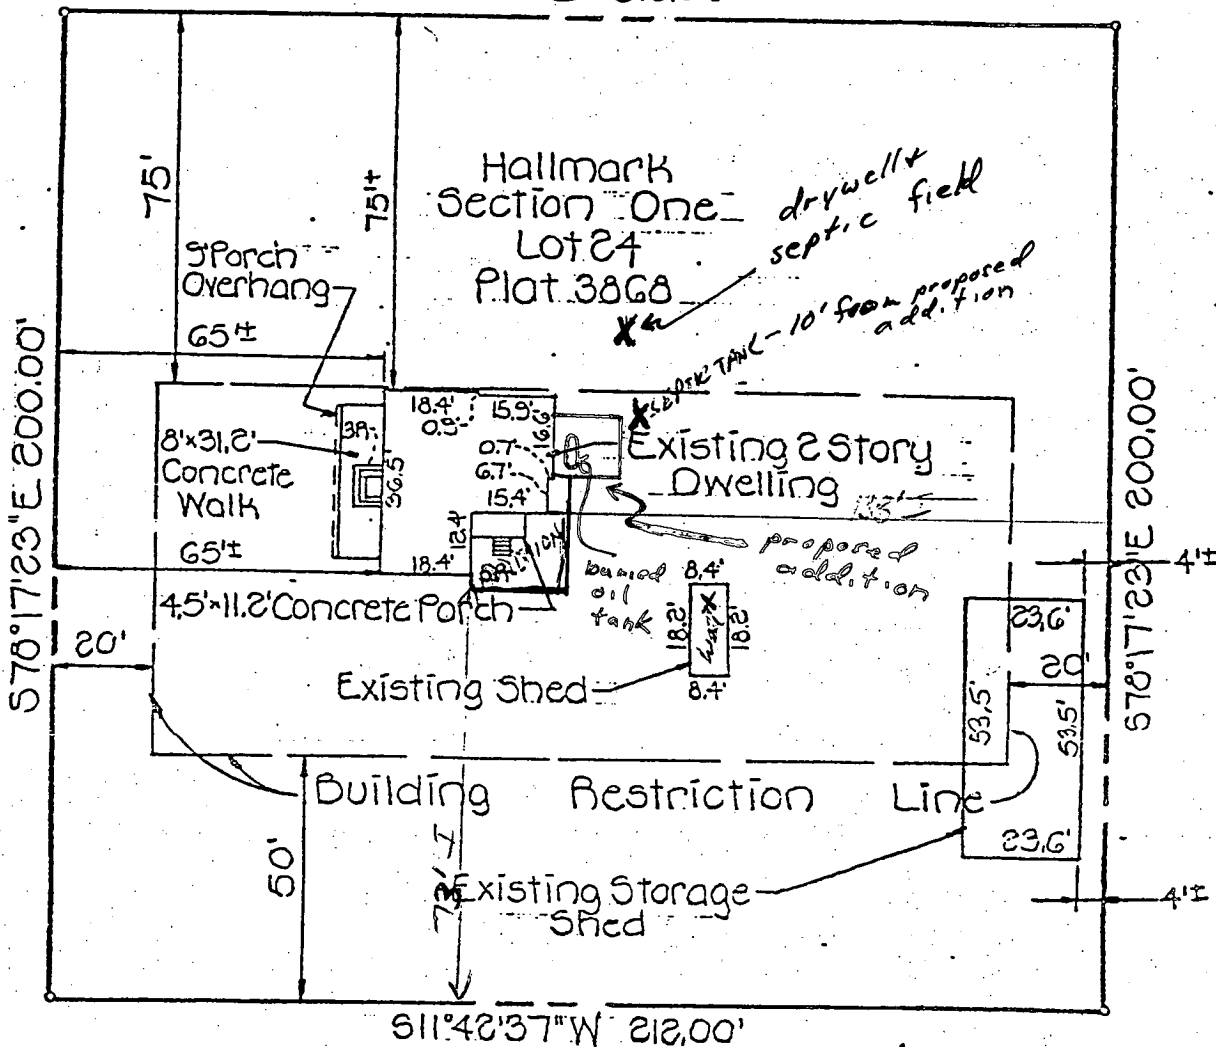 75'
75'±
Hallmark
Section One
Lot 24
Plat 3868
drywell &
septic field
X
SEPTIC TANK - 10' from proposed
addition
X
Porch
Overhang
65'±
S78°17'23"E 200.00'
8'x31.2'
Concrete
Walk
36.5'
18.4'
0.9'
15.9'
16.6'
0.7'
6.7'
15.4'
12.4'
Existing 2 Story
Dwelling
65'±
18.4'
4.5'x11.2' Concrete Porch
buried
oil
tank
proposed
addition
8.4'
18.2'
18.2'
8.4'
Existing Shed
20'
4'±
23.6'
20'
53.5'
53.5'
23.6'
S78°17'23"E 200.00'
Building Restriction Line
50'
73'
Existing Storage
Shed
4'±
S11°42'37"W 212.00'